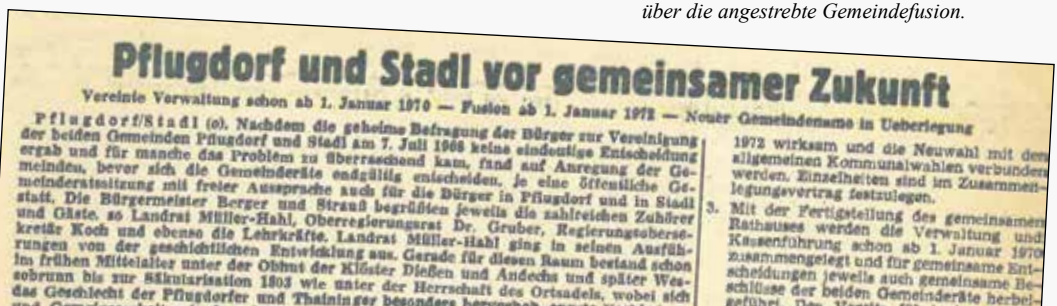 über die angestrebte Gemeindefusion.
Pflugdorf und Stadl vor gemeinsamer Zukunft
Vereinte Verwaltung schon ab 1. Januar 1970 — Fusion ab 1. Januar 1972 — Neuer Gemeindename in Ueberlegung
Pflugdorf/Stadl (o). Nachdem die geheime Befragung der Bürger zur Vereinigung
der beiden Gemeinden Pflugdorf und Stadl am 7. Juli 1968 keine eindeutige Entscheidung
ergab und für manche das Problem zu überraschend kam, fand auf Anregung der Ge-
meinden, bevor sich die Gemeinderäte endgültig entscheiden, je eine öffentliche Ge-
meinderatssitzung mit freier Aussprache auch für die Bürger in Pflugdorf und in Stadl
statt. Die Bürgermeister Berger und Strauß begrüßten jeweils die zahlreichen Zuhörer
und Gäste, so Landrat Müller-Hahl, Oberregierungsrat Dr. Gruber, Regierungsoberse-
kretär Koch und ebenso die Lehrkräfte. Landrat Müller-Hahl ging in seinen Ausfüh-
rungen von der geschichtlichen Entwicklung aus. Gerade für diesen Raum bestand schon
im frühen Mittelalter unter der Obhut der Klöster Dießen und Andechs und später Wes-
sobrunn bis zur Säkularisation 1803 wie unter der Herrschaft des Ortsadels, wobei sich
das Geschlecht der Pflugdorfer und Thaininger besonders
1972 wirksam und die Neuwahl mit den
allgemeinen Kommunalwahlen verbunden
werden. Einzelheiten sind im Zusammen-
legungsvertrag festzulegen.
3. Mit der Fertigstellung des gemeinsamen
Rathauses werden die Verwaltung und
Kassenführung schon ab 1. Januar 1970
zusammengelegt und für gemeinsame Ent-
scheidungen jeweils auch gemeinsame Be-
schlüsse der beiden Gemeinderäte herbei-
geführt.